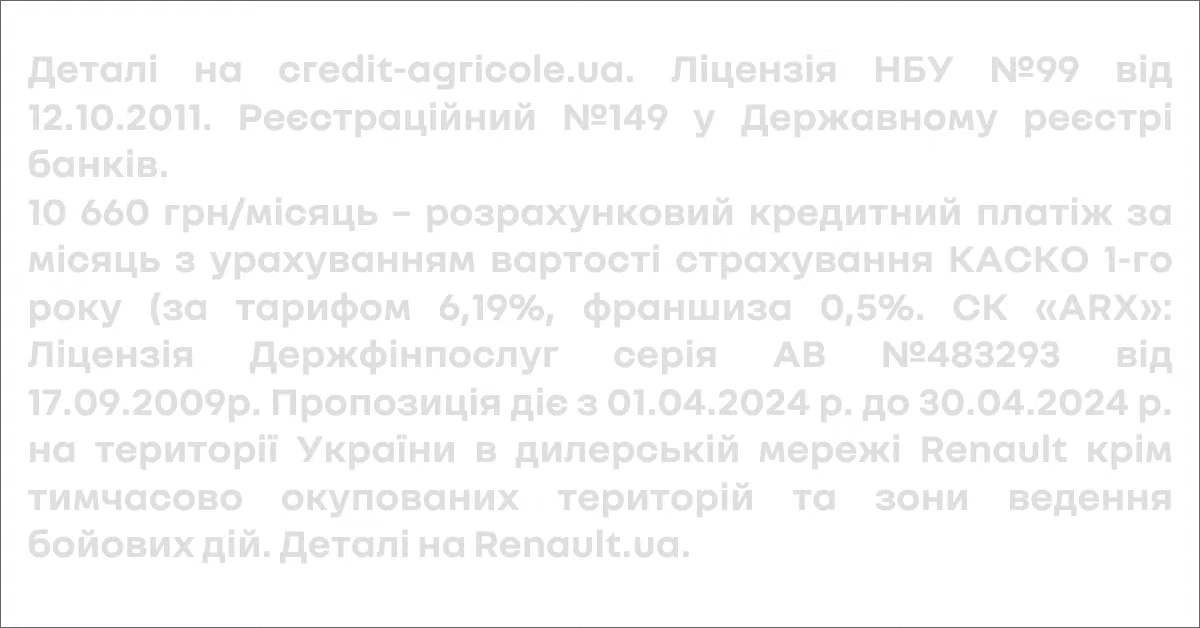 Деталі на credit-agricole.ua. Ліцензія НБУ №99 від
12.10.2011. Реєстраційний №149 у Державному реєстрі
банків.
10 660 грн/місяць – розрахунковий кредитний платіж за
місяць з урахуванням вартості страхування КАСКО 1-го
року (за тарифом 6,19%, франшиза 0,5%. СК «ARX»:
Ліцензія Держфінпослуг серія АВ №483293 від
17.09.2009р. Пропозиція діє з 01.04.2024 р. до 30.04.2024 р.
на території України в дилерській мережі Renault крім
тимчасово окупованих територій та зони ведення
бойових дій. Деталі на Renault.ua.